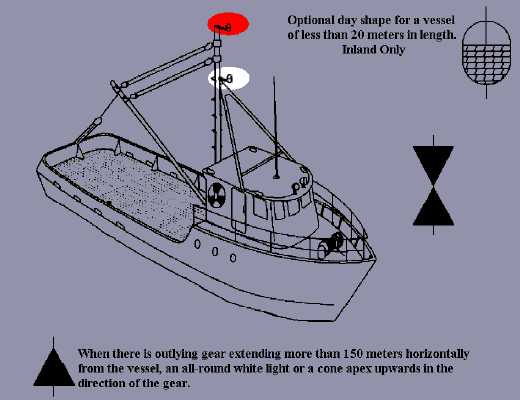 Optional day shape for a vessel
of less than 20 meters in length.
Inland Only
When there is outlying gear extending more than 150 meters horizontally
from the vessel, an all-round white light or a cone apex upwards in the
direction of the gear.